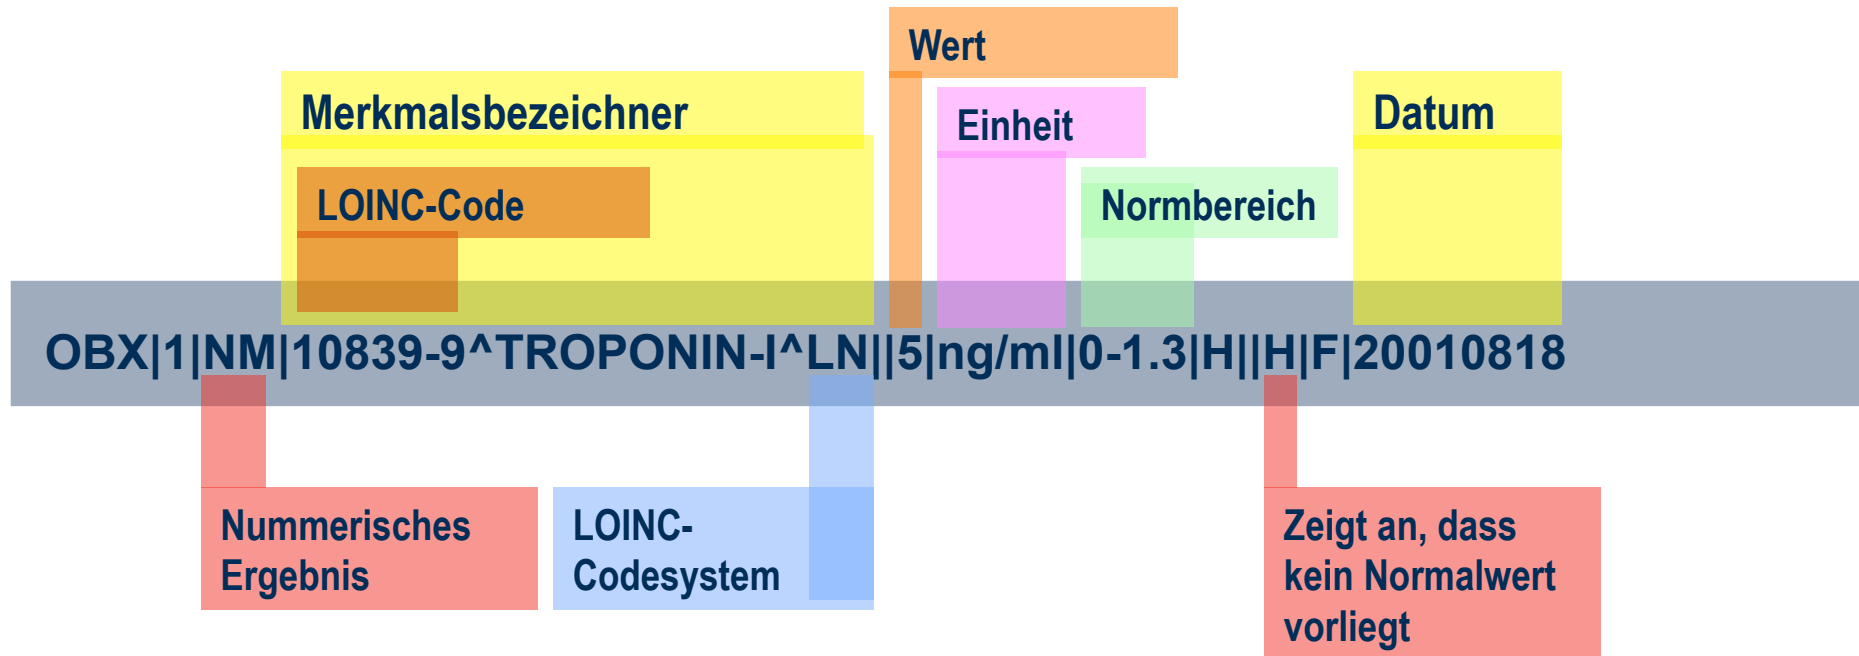 Wert
Merkmalsbezeichner
Einheit
Datum
LOINC-Code
Normbereich
OBX|1|NM|10839-9^TROPONIN-I^LN||5|ng/ml||0-1.3|H||H|F|20010818
Nummerisches
Ergebnis
LOINC-
Codesystem
Zeigt an, dass
kein Normalwert
vorliegt